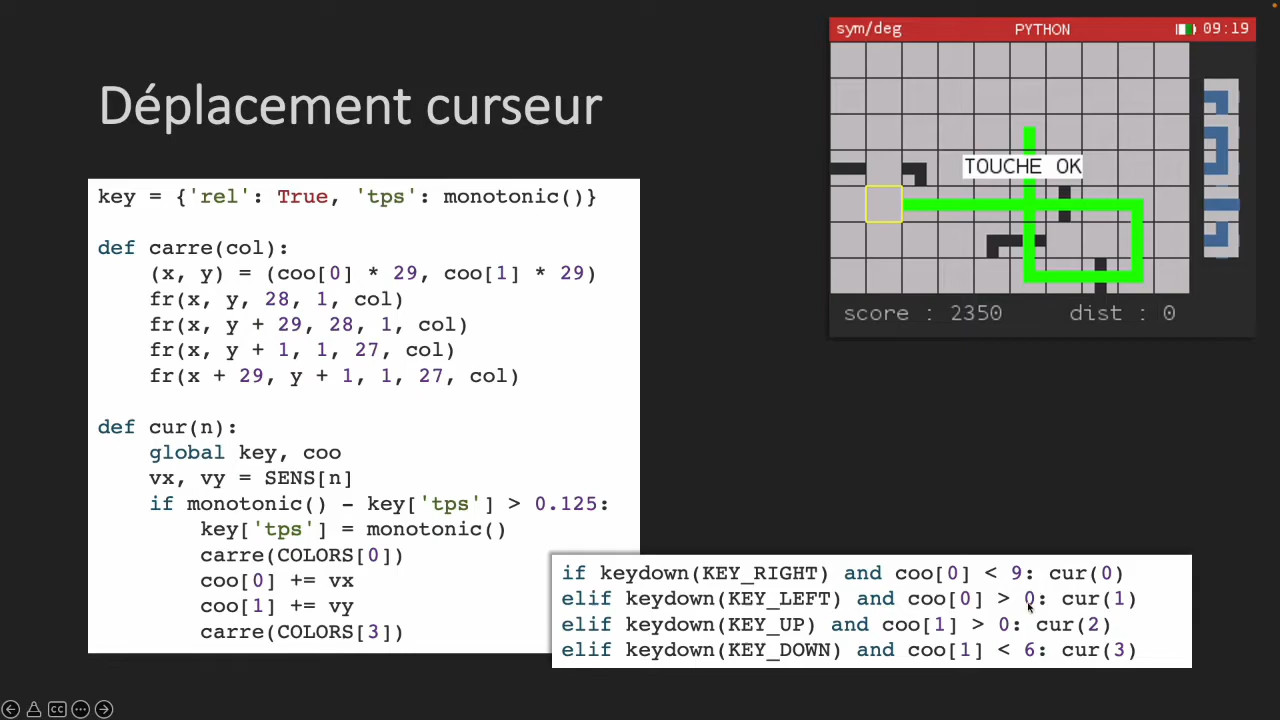 Déplacement curseur
key = {'rel': True, 'tps': monotonic()}
def carre(col):
    (x, y) = (coo[0] * 29, coo[1] * 29)
    fr(x, y, 28, 1, col)
    fr(x, y + 29, 28, 1, col)
    fr(x, y + 1, 1, 27, col)
    fr(x + 29, y + 1, 1, 27, col)
def cur(n):
    global key, coo
    vx, vy = SENS[n]
    if monotonic() - key['tps'] > 0.125:
        key['tps'] = monotonic()
        carre(COLORS[0])
        coo[0] += vx
        coo[1] += vy
        carre(COLORS[3])
if keydown(KEY_RIGHT) and coo[0] < 9: cur(0)
elif keydown(KEY_LEFT) and coo[0] > 0: cur(1)
elif keydown(KEY_UP) and coo[1] > 0: cur(2)
elif keydown(KEY_DOWN) and coo[1] < 6: cur(3)
sym/deg PYTHON 09:19
TOUCHE OK
score : 2350 dist : 0
CC